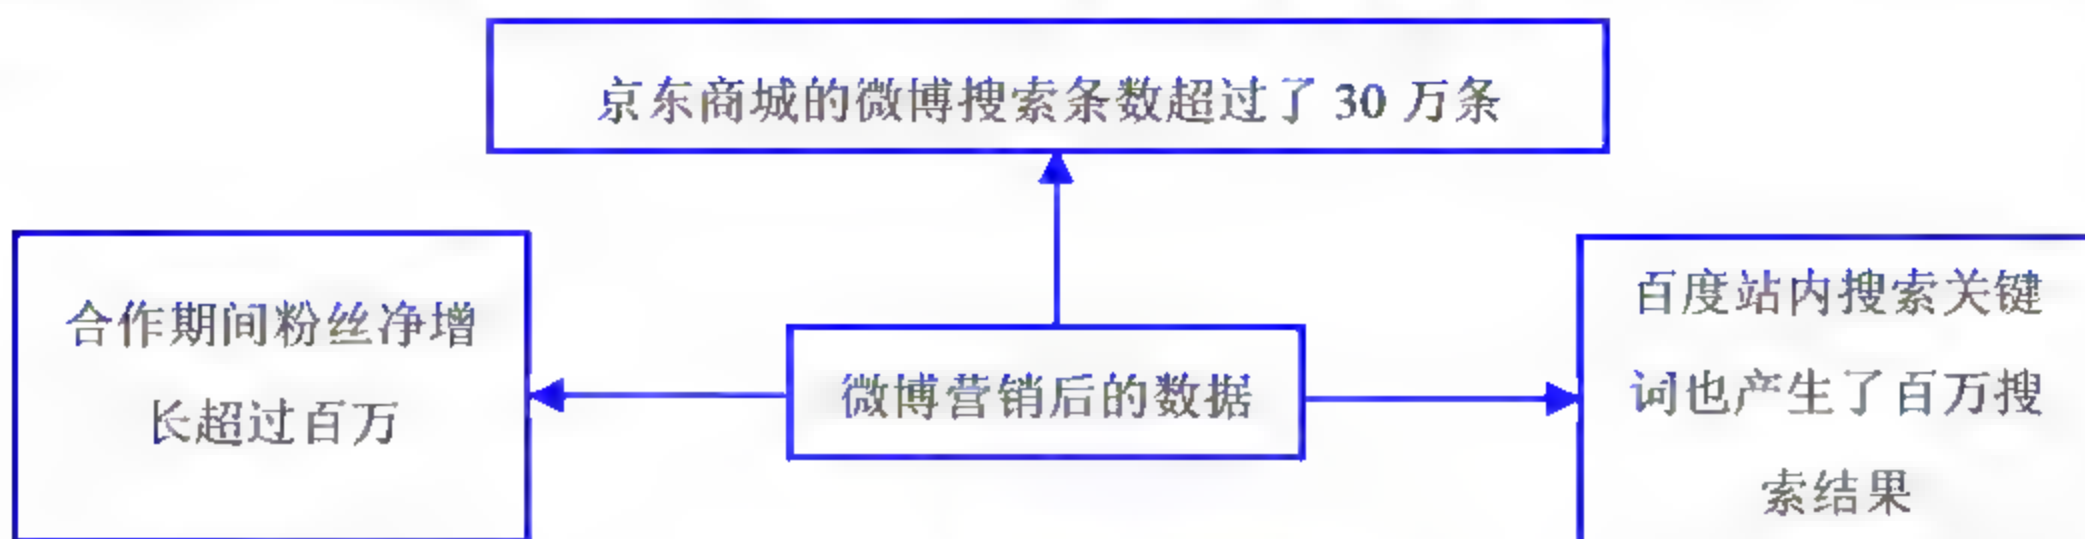 京东商城的微博搜索条数超过了 30 万条
合作期间粉丝净增
长超过百万
微博营销后的数据
百度站内搜索关键
词也产生了百万搜
索结果